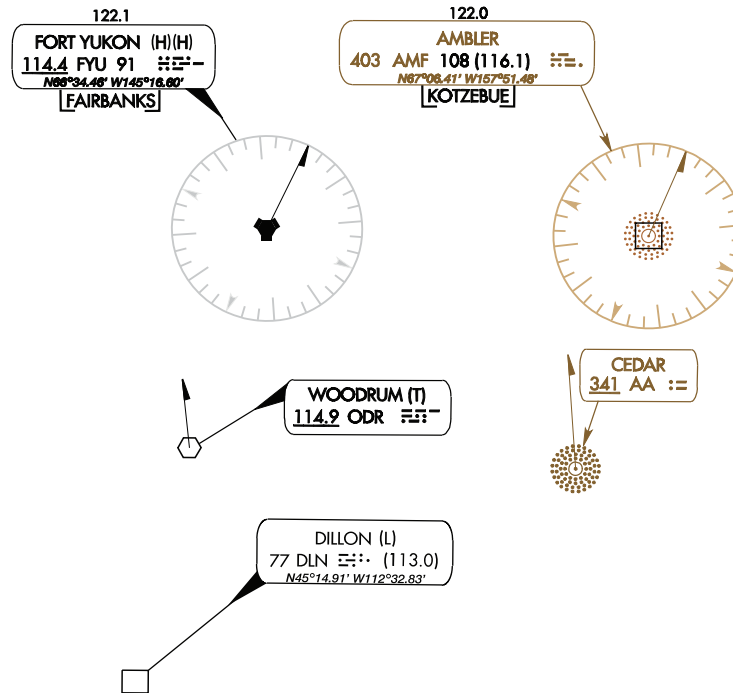 122.1
FORT YUKON (H)(H)
114.4 FYU 91
N66°34.46' W145°16.60'
FAIRBANKS
122.0
AMBLER
403 AMF 108 (116.1)
N67°06.41' W157°51.46'
KOTZEBUE
WOODRUM (T)
114.9 ODR
CEDAR
341 AA
DILLON (L)
77 DLN (113.0)
N45°14.91' W112°32.83'